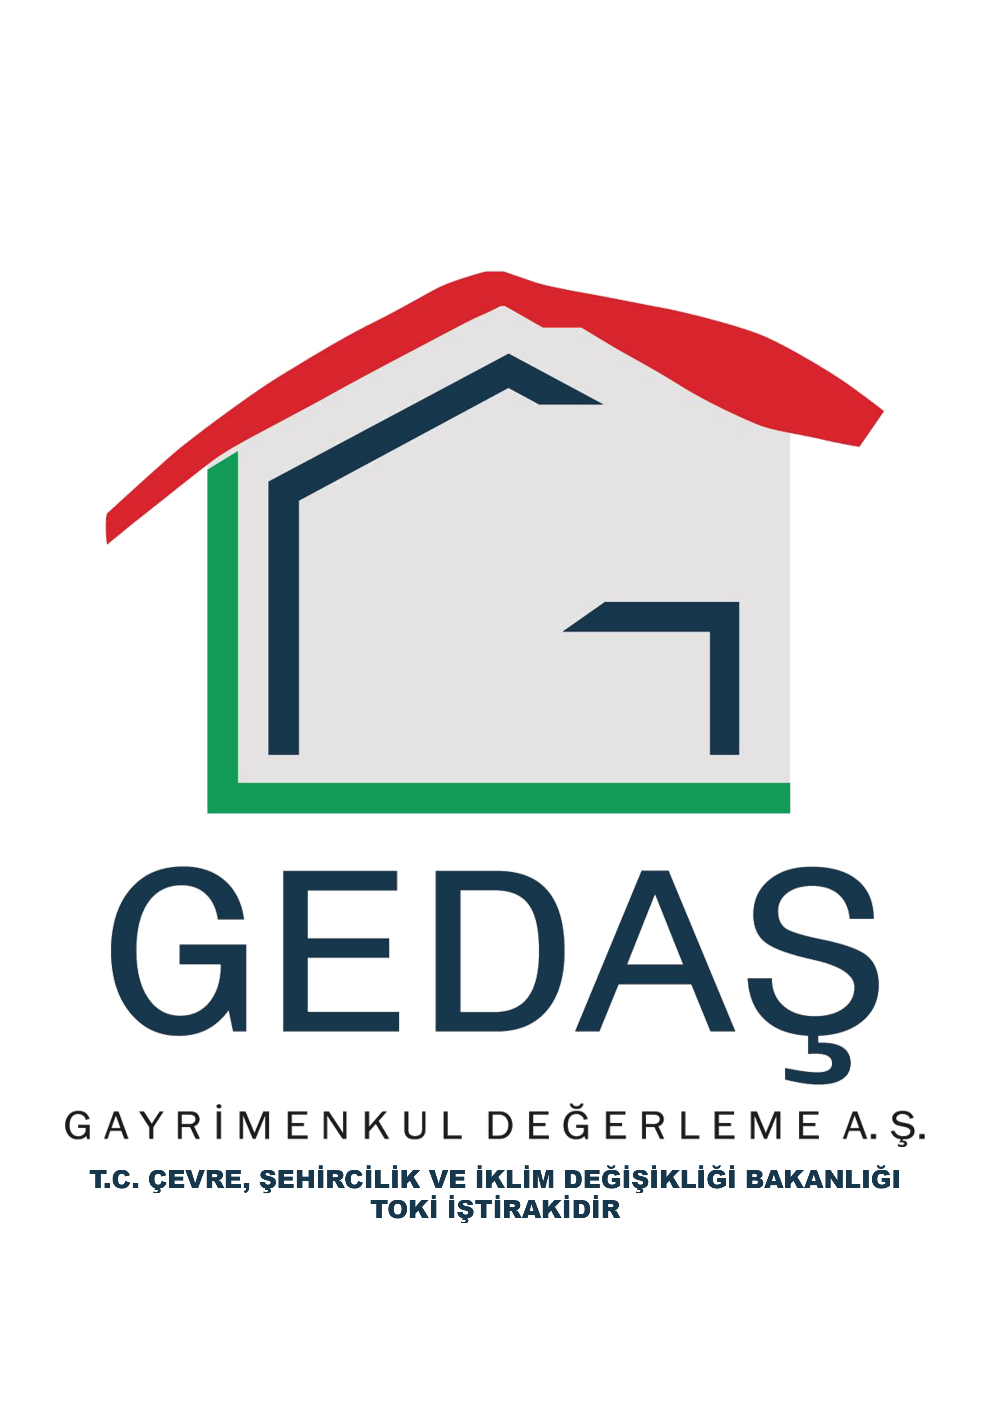 GEDAŞ
GAYRİMENKUL DEĞERLEME A.Ş.
T.C. ÇEVRE, ŞEHİRCİLİK VE İKLİM DEĞİŞİKLİĞİ BAKANLIĞI
TOKİ İŞTİRAKİDİR